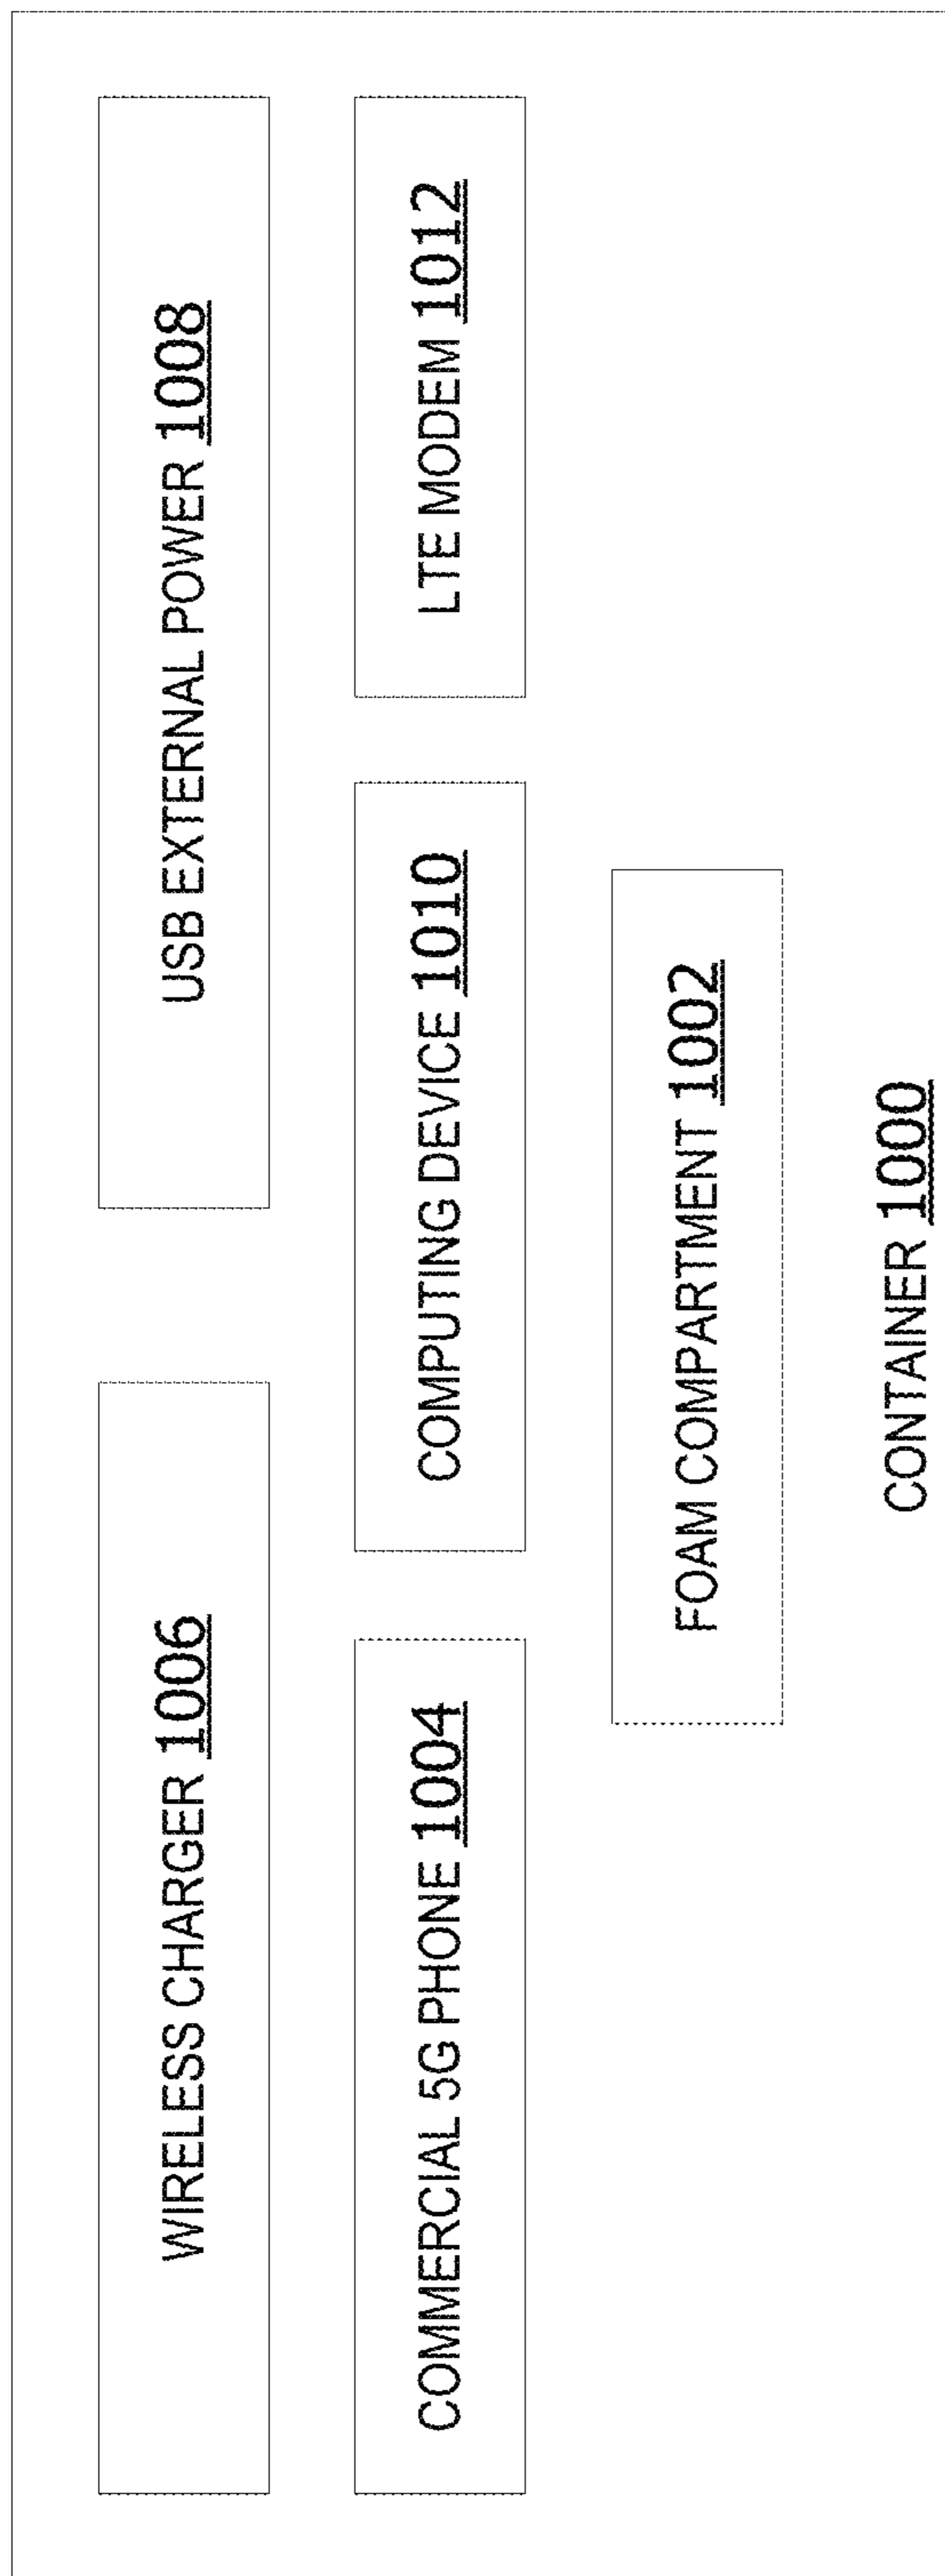 WIRELESS CHARGER 1006
USB EXTERNAL POWER 1008
COMMERCIAL 5G PHONE 1004
COMPUTING DEVICE 1010
LTE MODEM 1012
FOAM COMPARTMENT 1002
CONTAINER 1000